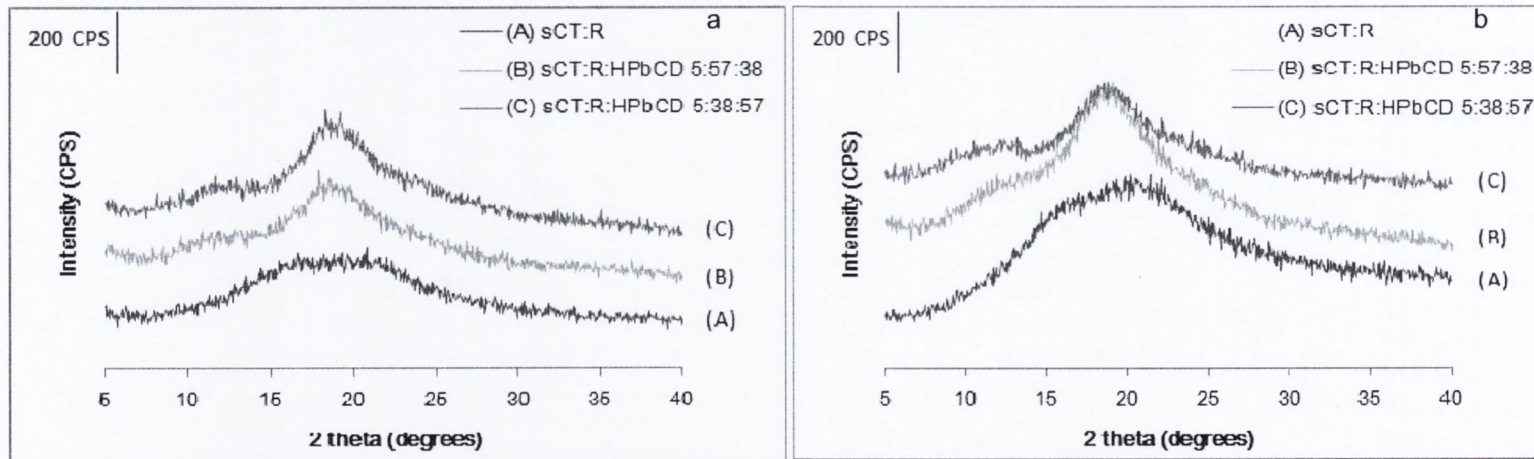 a
200 CPS
(A) sCT:R
(B) sCT:R:HPbCD 5:57:38
(C) sCT:R:HPbCD 5:38:57
Intensity (CPS)
(C)
(B)
(A)
5 10 15 20 25 30 35 40
2 theta (degrees)
b
200 CPS
(A) sCT:R
(B) sCT:R:HPbCD 5:57:38
(C) sCT:R:HPbCD 5:38:57
Intensity (CPS)
(C)
(B)
(A)
5 10 15 20 25 30 35 40
2 theta (degrees)